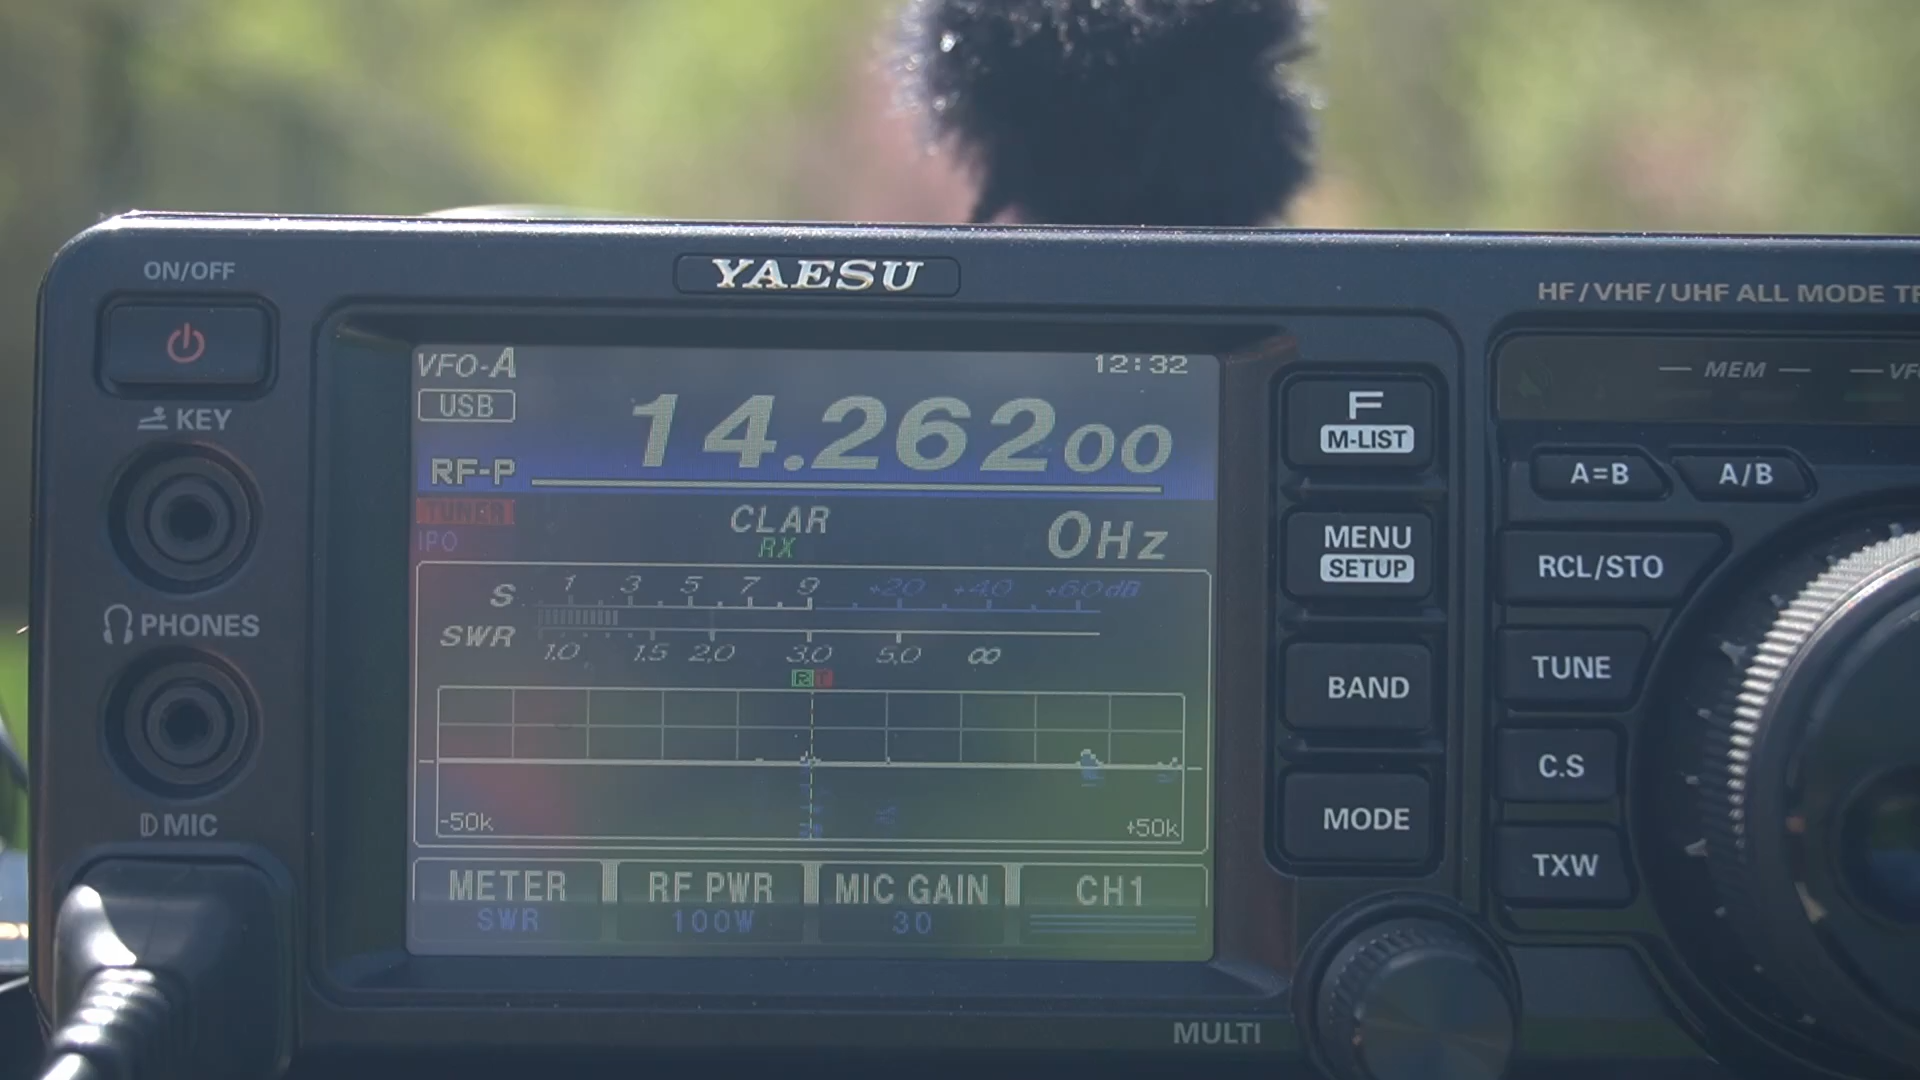 ON/OFF
YAESU
HF/VHF/UHF ALL MODE
KEY
PHONES
MIC
VFO-A
12:32
USB
14.26200
RF-P
TUNER
IPO
CLAR
RX
0Hz
S 1 3 5 7 9 +20 +40 +60dB
SWR
1.0 1.5 2.0 3.0 5.0 ∞
R T
-50k
+50k
METER
SWR
RF PWR
100W
MIC GAIN
30
CH1
F
M-LIST
MENU
SETUP
BAND
MODE
MULTI
MEM
A=B
A/B
RCL/STO
TUNE
C.S
TXW